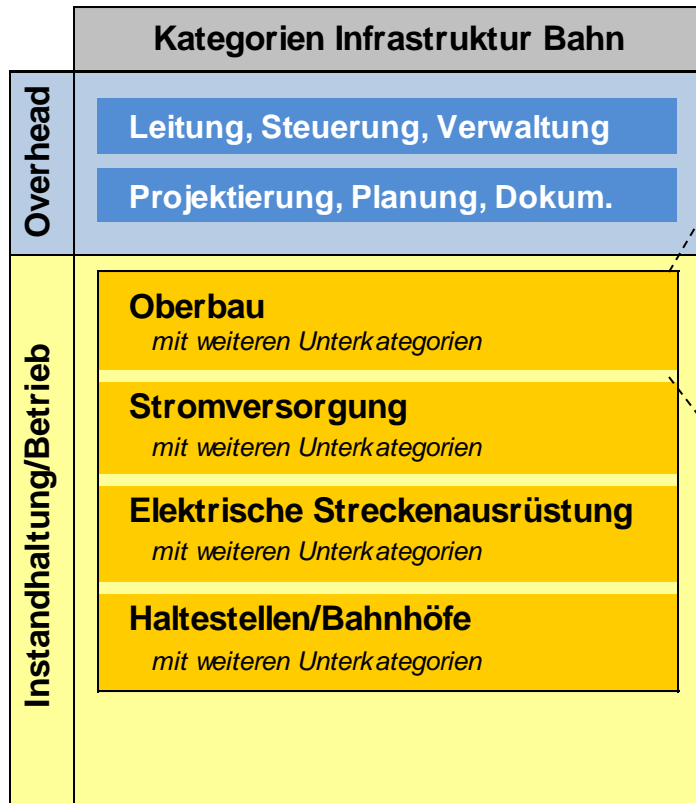 Kategorien Infrastruktur Bahn
Overhead
Leitung, Steuerung, Verwaltung
Projektierung, Planung, Dokum.
Instandhaltung/Betrieb
Oberbau
mit weiteren Unterkategorien
Stromversorgung
mit weiteren Unterkategorien
Elektrische Streckenausrüstung
mit weiteren Unterkategorien
Haltestellen/Bahnhöfe
mit weiteren Unterkategorien